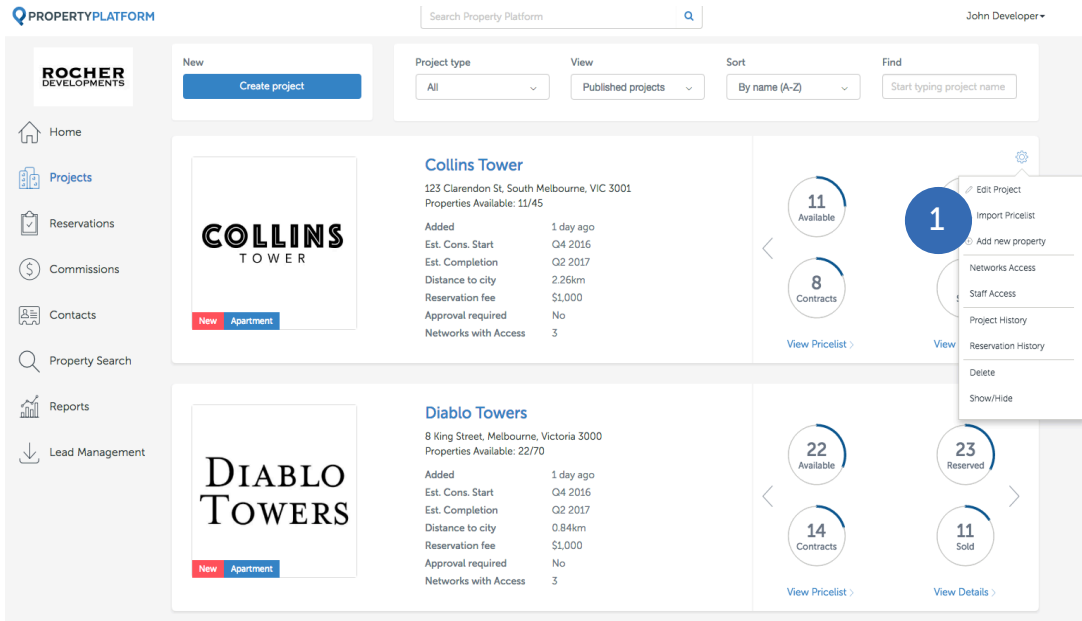 PROPERTYPLATFORM
Search Property Platform
John Developer
ROCHER
DEVELOPMENTS
Home
Projects
Reservations
Commissions
Contacts
Property Search
Reports
Lead Management
New
Create project
Project type
All
View
Published projects
Sort
By name (A-Z)
Find
Start typing project name
COLLINS
TOWER
New Apartment
Collins Tower
123 Clarendon St, South Melbourne, VIC 3001
Properties Available: 11/45
Added 1 day ago
Est. Cons. Start Q4 2016
Est. Completion Q2 2017
Distance to city 2.26km
Reservation fee $1,000
Approval required No
Networks with Access 3
11
Available
8
Contracts
View Pricelist
View
1
Edit Project
Import Pricelist
Add new property
Networks Access
Staff Access
Project History
Reservation History
Delete
Show/Hide
DIABLO
TOWERS
New Apartment
Diablo Towers
8 King Street, Melbourne, Victoria 3000
Properties Available: 22/70
Added 1 day ago
Est. Cons. Start Q4 2016
Est. Completion Q2 2017
Distance to city 0.84km
Reservation fee $1,000
Approval required No
Networks with Access 3
22
Available
23
Reserved
14
Contracts
11
Sold
View Pricelist
View Details